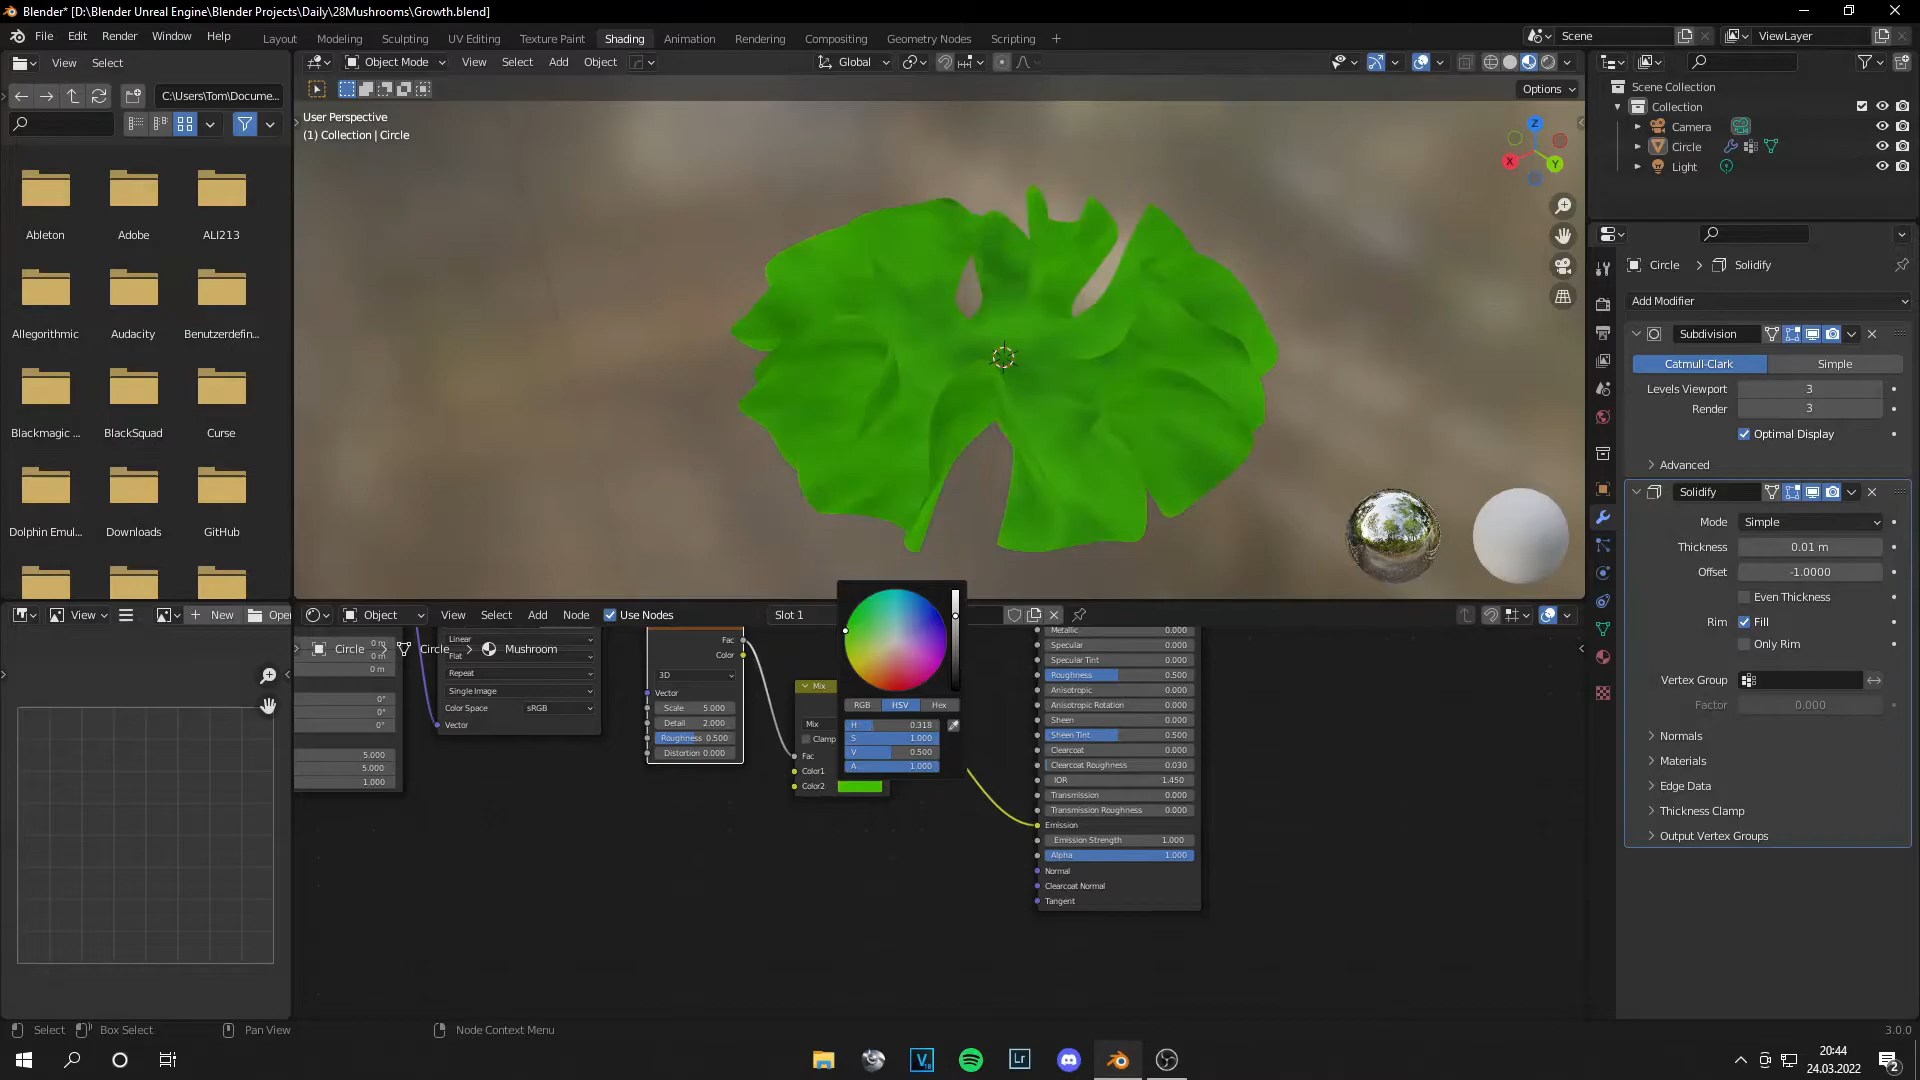 Blender* [D:\Blender Unreal Engine\Blender Projects\Daily\28Mushrooms\Growth.blend]
File Edit Render Window Help
Layout Modeling Sculpting UV Editing Texture Paint Shading Animation Rendering Compositing Geometry Nodes Scripting
Scene
ViewLayer
View Select
Object Mode View Select Add Object
Global
C:\Users\Tom\Docume...
Options
Ableton Adobe ALI213
Allegorithmic Audacity Benutzerdefin...
Blackmagic ... BlackSquad Curse
Dolphin Emul... Downloads GitHub
User Perspective
(1) Collection | Circle
Z
X
Y
Scene Collection
Collection
Camera
Circle
Light
Circle > Solidify
Add Modifier
Subdivision
Catmull-Clark Simple
Levels Viewport 3
Render 3
Optimal Display
Advanced
Solidify
Mode Simple
Thickness 0.01 m
Offset -1.0000
Even Thickness
Rim Fill
Only Rim
Vertex Group
Factor 0.000
Normals
Materials
Edge Data
Thickness Clamp
Output Vertex Groups
View
New
Open
Object View Select Add Node Use Nodes Slot 1
Circle > Circle > Mushroom
0 m
0 m
0 m
0°
0°
0°
5.000
5.000
1.000
Linear
Flat
Repeat
Single Image
Color Space sRGB
Vector
Fac
Color
3D
Vector
Scale 5.000
Detail 2.000
Roughness 0.500
Distortion 0.000
Mix
Mix
Clamp
Fac
Color1
Color2
RGB HSV Hex
H 0.318
S 1.000
V 0.500
A 1.000
Metallic 0.000
Specular 0.000
Specular Tint 0.000
Roughness 0.500
Anisotropic 0.000
Anisotropic Rotation 0.000
Sheen 0.000
Sheen Tint 0.500
Clearcoat 0.000
Clearcoat Roughness 0.030
IOR 1.450
Transmission 0.000
Transmission Roughness 0.000
Emission
Emission Strength 1.000
Alpha 1.000
Normal
Clearcoat Normal
Tangent
Select Box Select Pan View Node Context Menu
3.0.0
Lr
20:44
24.03.2022
2